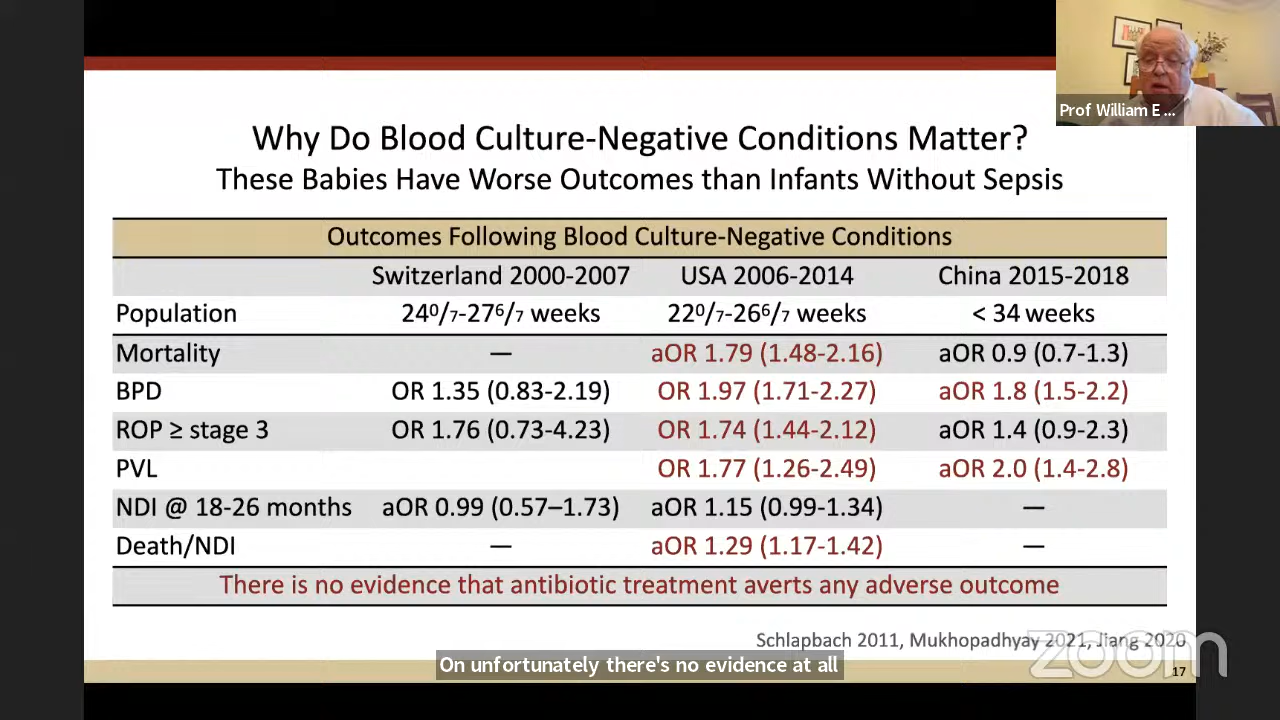 Prof William E ...
Why Do Blood Culture-Negative Conditions Matter?
These Babies Have Worse Outcomes than Infants Without Sepsis
Outcomes Following Blood Culture-Negative Conditions
Switzerland 2000-2007 USA 2006-2014 China 2015-2018
Population 24⁰/₇-27⁶/₇ weeks 22⁰/₇-26⁶/₇ weeks < 34 weeks
Mortality — aOR 1.79 (1.48-2.16) aOR 0.9 (0.7-1.3)
BPD OR 1.35 (0.83-2.19) OR 1.97 (1.71-2.27) aOR 1.8 (1.5-2.2)
ROP ≥ stage 3 OR 1.76 (0.73-4.23) OR 1.74 (1.44-2.12) aOR 1.4 (0.9-2.3)
PVL OR 1.77 (1.26-2.49) aOR 2.0 (1.4-2.8)
NDI @ 18-26 months aOR 0.99 (0.57–1.73) aOR 1.15 (0.99-1.34) —
Death/NDI — aOR 1.29 (1.17-1.42) —
There is no evidence that antibiotic treatment averts any adverse outcome
Schlapbach 2011, Mukhopadhyay 2021, Jiang 2020
zoom
On unfortunately there's no evidence at all
17